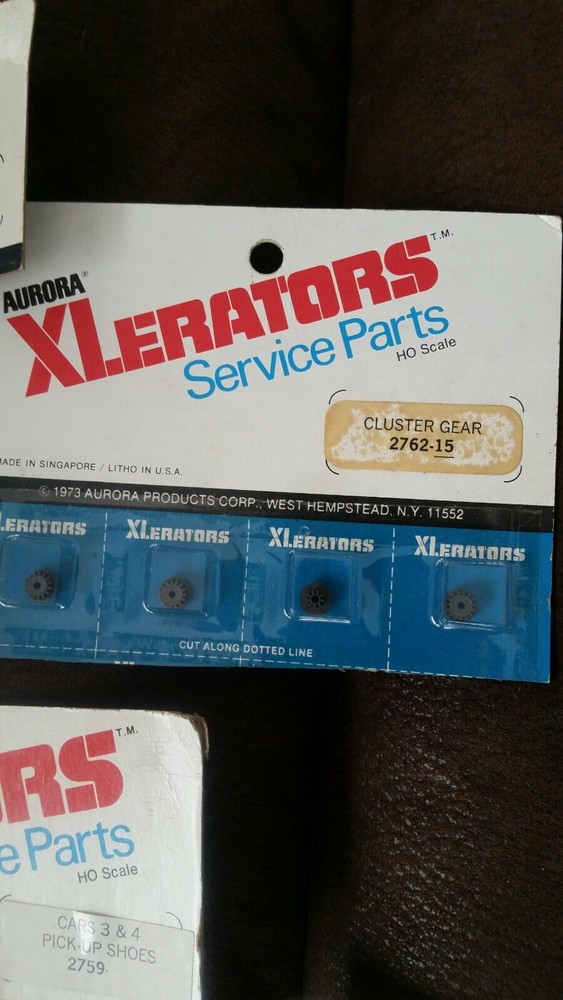 AURORA®
XLERATORS T.M.
Service Parts
HO Scale
CLUSTER GEAR
2762-15
MADE IN SINGAPORE / LITHO IN U.S.A.
© 1973 AURORA PRODUCTS CORP., WEST HEMPSTEAD, N.Y. 11552
LERATORS XLERATORS XLERATORS XLERATORS
CUT ALONG DOTTED LINE
RS T.M.
e Parts
HO Scale
CARS 3 & 4
PICK-UP SHOES
2759